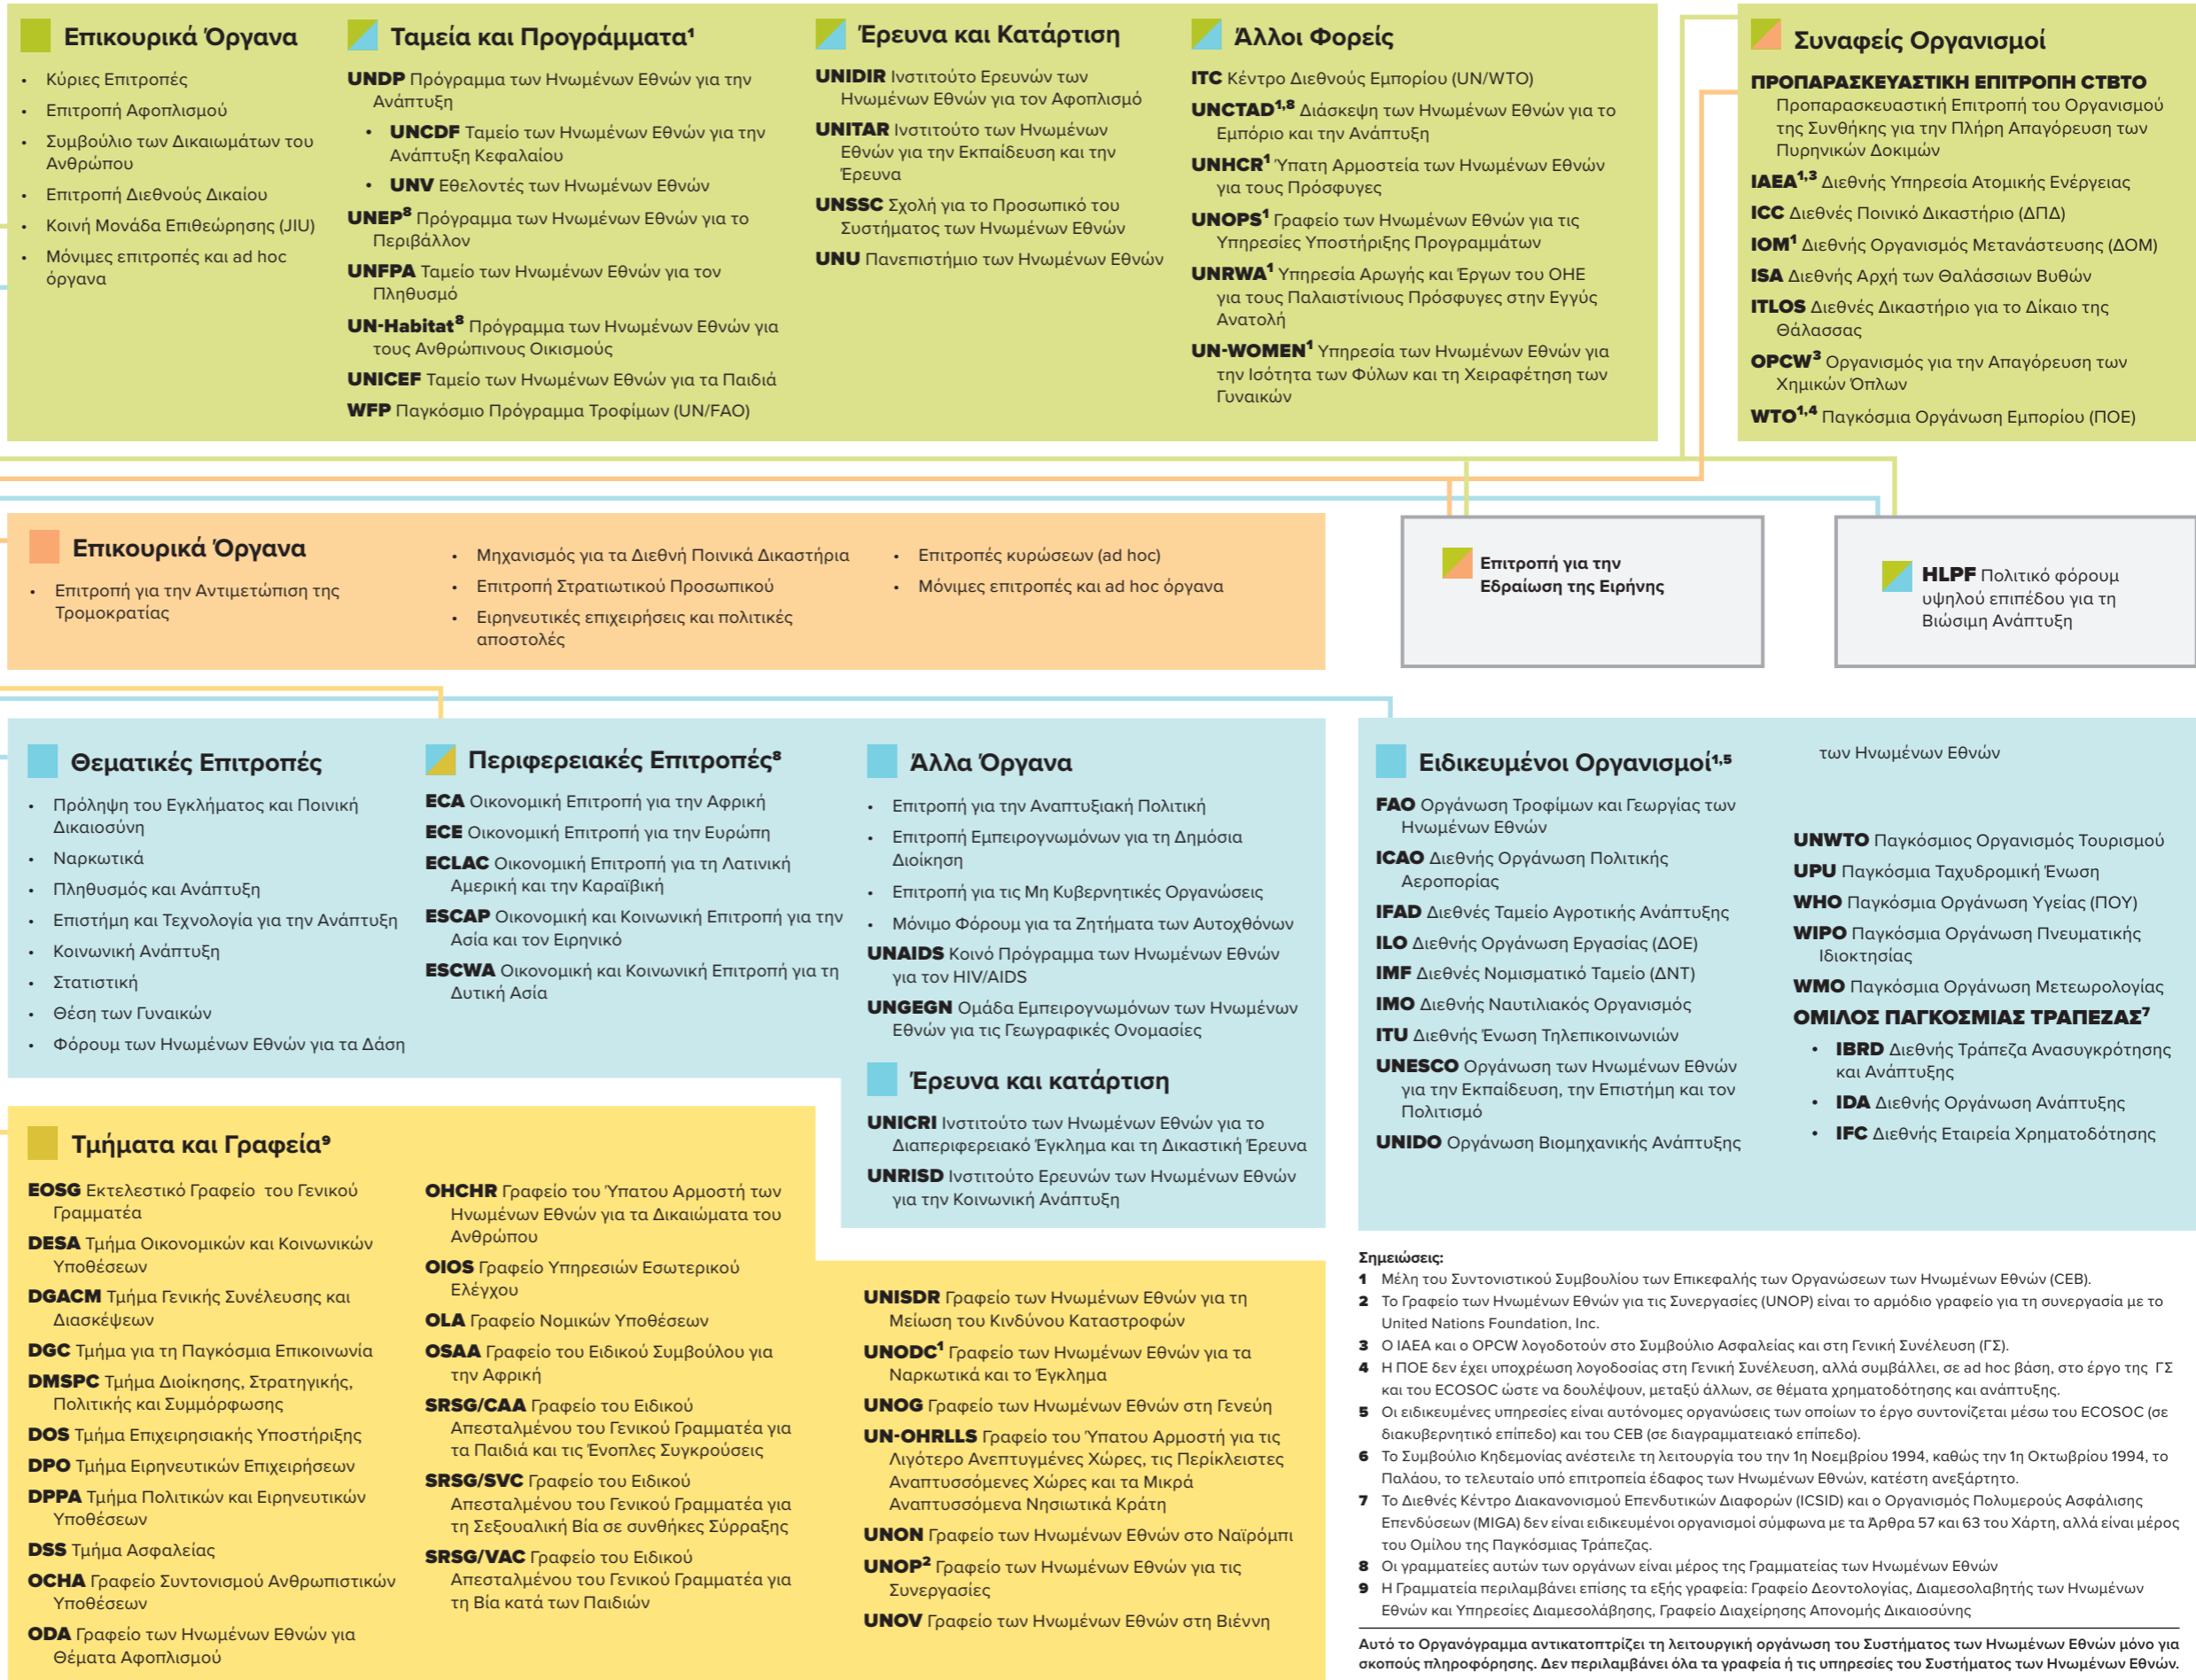 Επικουρικά Όργανα
• Κύριες Επιτροπές
• Επιτροπή Αφοπλισμού
• Συμβούλιο των Δικαιωμάτων του
Ανθρώπου
• Επιτροπή Διεθνούς Δικαίου
• Κοινή Μονάδα Επιθεώρησης (JIU)
• Μόνιμες επιτροπές και ad hoc
όργανα
Ταμεία και Προγράμματα¹
UNDP Πρόγραμμα των Ηνωμένων Εθνών για την
Ανάπτυξη
• UNCDF Ταμείο των Ηνωμένων Εθνών για την
Ανάπτυξη Κεφαλαίου
• UNV Εθελοντές των Ηνωμένων Εθνών
UNEP⁸ Πρόγραμμα των Ηνωμένων Εθνών για το
Περιβάλλον
UNFPA Ταμείο των Ηνωμένων Εθνών για τον
Πληθυσμό
UN-Habitat⁸ Πρόγραμμα των Ηνωμένων Εθνών για
τους Ανθρώπινους Οικισμούς
UNICEF Ταμείο των Ηνωμένων Εθνών για τα Παιδιά
WFP Παγκόσμιο Πρόγραμμα Τροφίμων (UN/FAO)
Έρευνα και Κατάρτιση
UNIDIR Ινστιτούτο Ερευνών των
Ηνωμένων Εθνών για τον Αφοπλισμό
UNITAR Ινστιτούτο των Ηνωμένων
Εθνών για την Εκπαίδευση και την
Έρευνα
UNSSC Σχολή για το Προσωπικό του
Συστήματος των Ηνωμένων Εθνών
UNU Πανεπιστήμιο των Ηνωμένων Εθνών
Άλλοι Φορείς
ITC Κέντρο Διεθνούς Εμπορίου (UN/WTO)
UNCTAD¹,⁸ Διάσκεψη των Ηνωμένων Εθνών για το
Εμπόριο και την Ανάπτυξη
UNHCR¹ Ύπατη Αρμοστεία των Ηνωμένων Εθνών
για τους Πρόσφυγες
UNOPS¹ Γραφείο των Ηνωμένων Εθνών για τις
Υπηρεσίες Υποστήριξης Προγραμμάτων
UNRWA¹ Υπηρεσία Αρωγής και Έργων του ΟΗΕ
για τους Παλαιστίνιους Πρόσφυγες στην Εγγύς
Ανατολή
UN-WOMEN¹ Υπηρεσία των Ηνωμένων Εθνών για
την Ισότητα των Φύλων και τη Χειραφέτηση των
Γυναικών
Συναφείς Οργανισμοί
ΠΡΟΠΑΡΑΣΚΕΥΑΣΤΙΚΗ ΕΠΙΤΡΟΠΗ CTBTO
Προπαρασκευαστική Επιτροπή του Οργανισμού
της Συνθήκης για την Πλήρη Απαγόρευση των
Πυρηνικών Δοκιμών
IAEA¹,³ Διεθνής Υπηρεσία Ατομικής Ενέργειας
ICC Διεθνές Ποινικό Δικαστήριο (ΔΠΔ)
IOM¹ Διεθνής Οργανισμός Μετανάστευσης (ΔΟΜ)
ISA Διεθνής Αρχή των Θαλάσσιων Βυθών
ITLOS Διεθνές Δικαστήριο για το Δίκαιο της
Θάλασσας
OPCW³ Οργανισμός για την Απαγόρευση των
Χημικών Όπλων
WTO¹,⁴ Παγκόσμια Οργάνωση Εμπορίου (ΠΟΕ)
Επικουρικά Όργανα
• Επιτροπή για την Αντιμετώπιση της
Τρομοκρατίας
• Μηχανισμός για τα Διεθνή Ποινικά Δικαστήρια
• Επιτροπή Στρατιωτικού Προσωπικού
• Ειρηνευτικές επιχειρήσεις και πολιτικές
αποστολές
• Επιτροπές κυρώσεων (ad hoc)
• Μόνιμες επιτροπές και ad hoc όργανα
Επιτροπή για την
Εδραίωση της Ειρήνης
HLPF Πολιτικό φόρουμ
υψηλού επιπέδου για τη
Βιώσιμη Ανάπτυξη
Θεματικές Επιτροπές
• Πρόληψη του Εγκλήματος και Ποινική
Δικαιοσύνη
• Ναρκωτικά
• Πληθυσμός και Ανάπτυξη
• Επιστήμη και Τεχνολογία για την Ανάπτυξη
• Κοινωνική Ανάπτυξη
• Στατιστική
• Θέση των Γυναικών
• Φόρουμ των Ηνωμένων Εθνών για τα Δάση
Περιφερειακές Επιτροπές⁸
ECA Οικονομική Επιτροπή για την Αφρική
ECE Οικονομική Επιτροπή για την Ευρώπη
ECLAC Οικονομική Επιτροπή για τη Λατινική
Αμερική και την Καραϊβική
ESCAP Οικονομική και Κοινωνική Επιτροπή για την
Ασία και τον Ειρηνικό
ESCWA Οικονομική και Κοινωνική Επιτροπή για τη
Δυτική Ασία
Άλλα Όργανα
• Επιτροπή για την Αναπτυξιακή Πολιτική
• Επιτροπή Εμπειρογνωμόνων για τη Δημόσια
Διοίκηση
• Επιτροπή για τις Μη Κυβερνητικές Οργανώσεις
• Μόνιμο Φόρουμ για τα Ζητήματα των Αυτοχθόνων
UNAIDS Κοινό Πρόγραμμα των Ηνωμένων Εθνών
για τον HIV/AIDS
UNGEGN Ομάδα Εμπειρογνωμόνων των Ηνωμένων
Εθνών για τις Γεωγραφικές Ονομασίες
Έρευνα και κατάρτιση
UNICRI Ινστιτούτο των Ηνωμένων Εθνών για το
Διαπεριφερειακό Έγκλημα και τη Δικαστική Έρευνα
UNRISD Ινστιτούτο Ερευνών των Ηνωμένων Εθνών
για την Κοινωνική Ανάπτυξη
Ειδικευμένοι Οργανισμοί¹,⁵
FAO Οργάνωση Τροφίμων και Γεωργίας των
Ηνωμένων Εθνών
ICAO Διεθνής Οργάνωση Πολιτικής
Αεροπορίας
IFAD Διεθνές Ταμείο Αγροτικής Ανάπτυξης
ILO Διεθνής Οργάνωση Εργασίας (ΔΟΕ)
IMF Διεθνές Νομισματικό Ταμείο (ΔΝΤ)
IMO Διεθνής Ναυτιλιακός Οργανισμός
ITU Διεθνής Ένωση Τηλεπικοινωνιών
UNESCO Οργάνωση των Ηνωμένων Εθνών
για την Εκπαίδευση, την Επιστήμη και τον
Πολιτισμό
UNIDO Οργάνωση Βιομηχανικής Ανάπτυξης
των Ηνωμένων Εθνών
UNWTO Παγκόσμιος Οργανισμός Τουρισμού
UPU Παγκόσμια Ταχυδρομική Ένωση
WHO Παγκόσμια Οργάνωση Υγείας (ΠΟΥ)
WIPO Παγκόσμια Οργάνωση Πνευματικής
Ιδιοκτησίας
WMO Παγκόσμια Οργάνωση Μετεωρολογίας
ΟΜΙΛΟΣ ΠΑΓΚΟΣΜΙΑΣ ΤΡΑΠΕΖΑΣ⁷
• IBRD Διεθνής Τράπεζα Ανασυγκρότησης
και Ανάπτυξης
• IDA Διεθνής Οργάνωση Ανάπτυξης
• IFC Διεθνής Εταιρεία Χρηματοδότησης
Τμήματα και Γραφεία⁹
EOSG Εκτελεστικό Γραφείο του Γενικού
Γραμματέα
DESA Τμήμα Οικονομικών και Κοινωνικών
Υποθέσεων
DGACM Τμήμα Γενικής Συνέλευσης και
Διασκέψεων
DGC Τμήμα για τη Παγκόσμια Επικοινωνία
DMSPC Τμήμα Διοίκησης, Στρατηγικής,
Πολιτικής και Συμμόρφωσης
DOS Τμήμα Επιχειρησιακής Υποστήριξης
DPO Τμήμα Ειρηνευτικών Επιχειρήσεων
DPPA Τμήμα Πολιτικών και Ειρηνευτικών
Υποθέσεων
DSS Τμήμα Ασφαλείας
OCHA Γραφείο Συντονισμού Ανθρωπιστικών
Υποθέσεων
ODA Γραφείο των Ηνωμένων Εθνών για
Θέματα Αφοπλισμού
OHCHR Γραφείο του Ύπατου Αρμοστή των
Ηνωμένων Εθνών για τα Δικαιώματα του
Ανθρώπου
OIOS Γραφείο Υπηρεσιών Εσωτερικού
Ελέγχου
OLA Γραφείο Νομικών Υποθέσεων
OSAA Γραφείο του Ειδικού Συμβούλου για
την Αφρική
SRSG/CAA Γραφείο του Ειδικού
Απεσταλμένου του Γενικού Γραμματέα για
τα Παιδιά και τις Ένοπλες Συγκρούσεις
SRSG/SVC Γραφείο του Ειδικού
Απεσταλμένου του Γενικού Γραμματέα για
τη Σεξουαλική Βία σε συνθήκες Σύρραξης
SRSG/VAC Γραφείο του Ειδικού
Απεσταλμένου του Γενικού Γραμματέα για
τη Βία κατά των Παιδιών
UNISDR Γραφείο των Ηνωμένων Εθνών για τη
Μείωση του Κινδύνου Καταστροφών
UNODC¹ Γραφείο των Ηνωμένων Εθνών για τα
Ναρκωτικά και το Έγκλημα
UNOG Γραφείο των Ηνωμένων Εθνών στη Γενεύη
UN-OHRLLS Γραφείο του Ύπατου Αρμοστή για τις
Λιγότερο Ανεπτυγμένες Χώρες, τις Περίκλειστες
Αναπτυσσόμενες Χώρες και τα Μικρά
Αναπτυσσόμενα Νησιωτικά Κράτη
UNON Γραφείο των Ηνωμένων Εθνών στο Ναϊρόμπι
UNOP² Γραφείο των Ηνωμένων Εθνών για τις
Συνεργασίες
UNOV Γραφείο των Ηνωμένων Εθνών στη Βιέννη
Σημειώσεις:
1 Μέλη του Συντονιστικού Συμβουλίου των Επικεφαλής των Οργανώσεων των Ηνωμένων Εθνών (CEB).
2 Το Γραφείο των Ηνωμένων Εθνών για τις Συνεργασίες (UNOP) είναι το αρμόδιο γραφείο για τη συνεργασία με το
United Nations Foundation, Inc.
3 Ο IAEA και ο OPCW λογοδοτούν στο Συμβούλιο Ασφαλείας και στη Γενική Συνέλευση (ΓΣ).
4 Η ΠΟΕ δεν έχει υποχρέωση λογοδοσίας στη Γενική Συνέλευση, αλλά συμβάλλει, σε ad hoc βάση, στο έργο της ΓΣ
και του ECOSOC ώστε να δουλέψουν, μεταξύ άλλων, σε θέματα χρηματοδότησης και ανάπτυξης.
5 Οι ειδικευμένες υπηρεσίες είναι αυτόνομες οργανώσεις των οποίων το έργο συντονίζεται μέσω του ECOSOC (σε
διακυβερνητικό επίπεδο) και του CEB (σε διαγραμματειακό επίπεδο).
6 Το Συμβούλιο Κηδεμονίας ανέστειλε τη λειτουργία του την 1η Νοεμβρίου 1994, καθώς την 1η Οκτωβρίου 1994, το
Παλάου, το τελευταίο υπό επιτροπεία έδαφος των Ηνωμένων Εθνών, κατέστη ανεξάρτητο.
7 Το Διεθνές Κέντρο Διακανονισμού Επενδυτικών Διαφορών (ICSID) και ο Οργανισμός Πολυμερούς Ασφάλισης
Επενδύσεων (MIGA) δεν είναι ειδικευμένοι οργανισμοί σύμφωνα με τα Άρθρα 57 και 63 του Χάρτη, αλλά είναι μέρος
του Ομίλου της Παγκόσμιας Τράπεζας.
8 Οι γραμματείες αυτών των οργάνων είναι μέρος της Γραμματείας των Ηνωμένων Εθνών
9 Η Γραμματεία περιλαμβάνει επίσης τα εξής γραφεία: Γραφείο Δεοντολογίας, Διαμεσολαβητής των Ηνωμένων
Εθνών και Υπηρεσίες Διαμεσολάβησης, Γραφείο Διαχείρησης Απονομής Δικαιοσύνης
Αυτό το Οργανόγραμμα αντικατοπτρίζει τη λειτουργική οργάνωση του Συστήματος των Ηνωμένων Εθνών μόνο για
σκοπούς πληροφόρησης. Δεν περιλαμβάνει όλα τα γραφεία ή τις υπηρεσίες του Συστήματος των Ηνωμένων Εθνών.